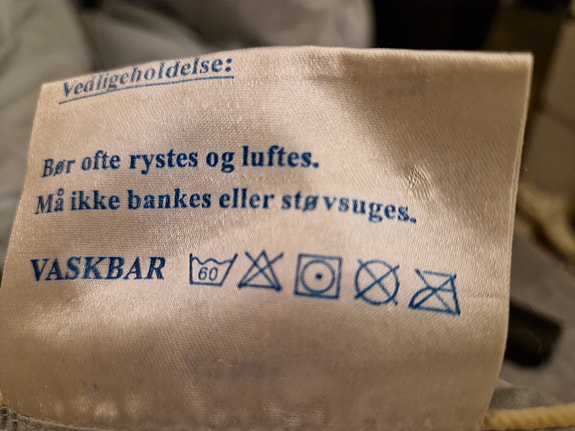 Vedligeholdelse:
Bør ofte rystes og luftes.
Må ikke bankes eller støvsuges.
VASKBAR 60